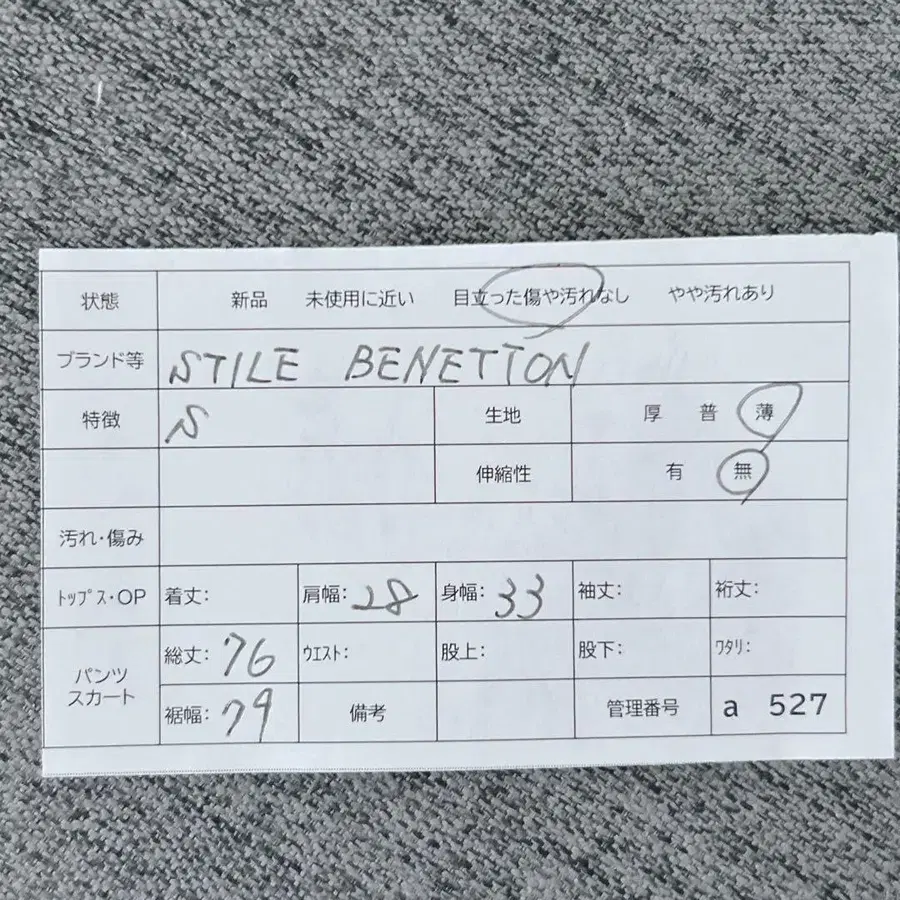 状態 新品 未使用に近い 目立った傷や汚れなし やや汚れあり
ブランド等 STILE BENETTON
特徴 S 生地 厚 普 薄
伸縮性 有 無
汚れ・傷み
ﾄｯﾌﾟｽ・OP 着丈: 肩幅: 28 身幅: 33 袖丈: 裄丈:
パンツ スカート 総丈: 76 ｳｴｽﾄ: 股上: 股下: ﾜﾀﾘ:
裾幅: 79 備考 管理番号 a 527